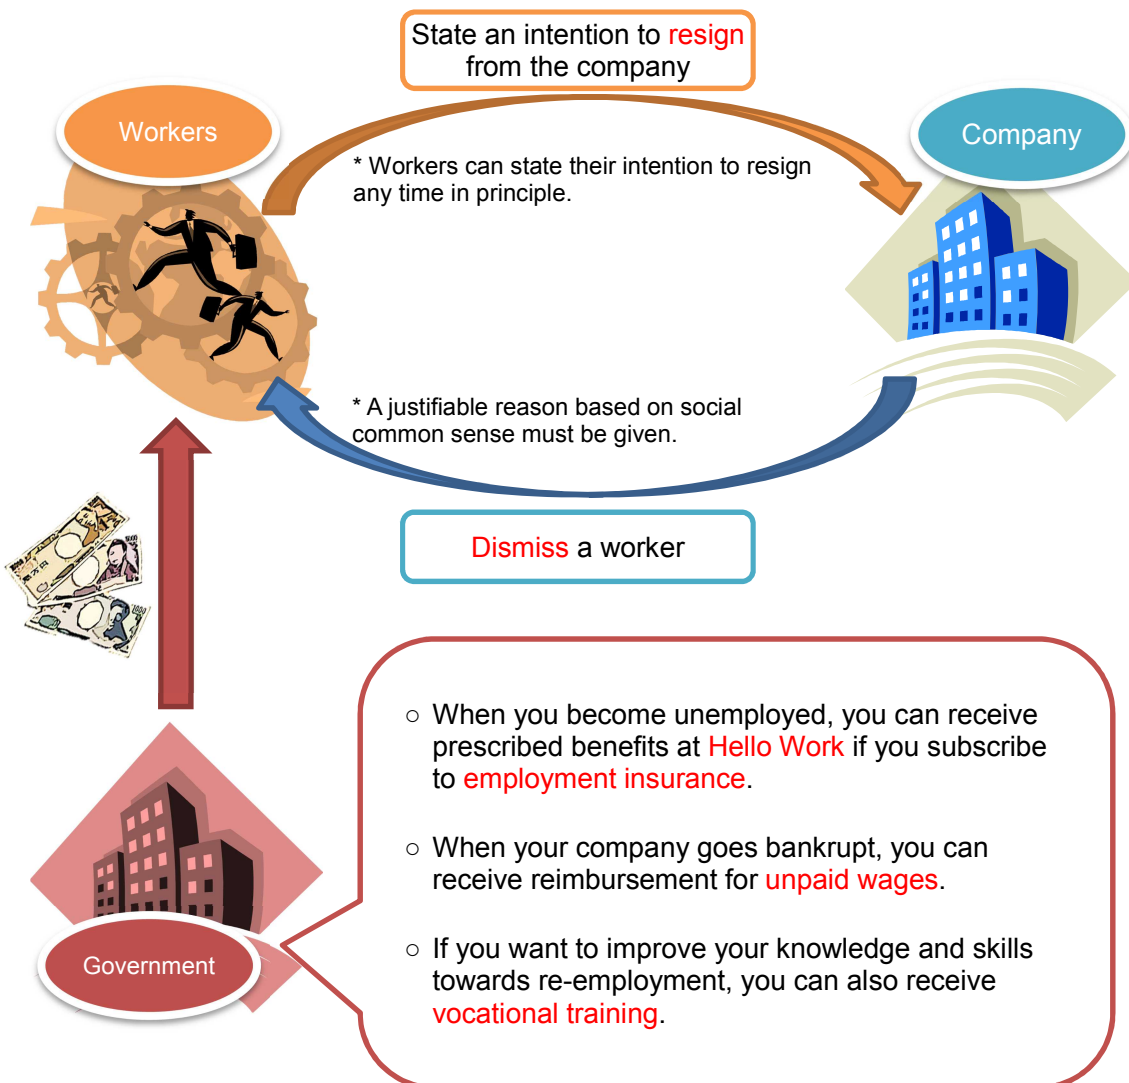 State an intention to resign
from the company
Workers
Company
* Workers can state their intention to resign
any time in principle.
* A justifiable reason based on social
common sense must be given.
Dismiss a worker
○ When you become unemployed, you can receive
prescribed benefits at Hello Work if you subscribe
to employment insurance.
○ When your company goes bankrupt, you can
receive reimbursement for unpaid wages.
○ If you want to improve your knowledge and skills
towards re-employment, you can also receive
vocational training.
Government